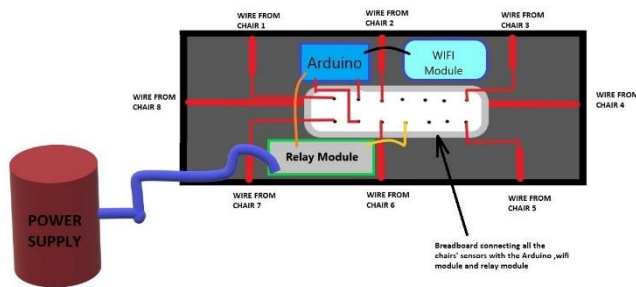 WIRE FROM
CHAIR 1
WIRE FROM
CHAIR 2
WIRE FROM
CHAIR 3
Arduino
WIFI
Module
WIRE FROM
CHAIR 8
WIRE FROM
CHAIR 4
Relay Module
WIRE FROM
CHAIR 7
WIRE FROM
CHAIR 6
WIRE FROM
CHAIR 5
POWER
SUPPLY
Breadboard connecting all the
chairs' sensors with the Arduino ,wifi
module and relay module